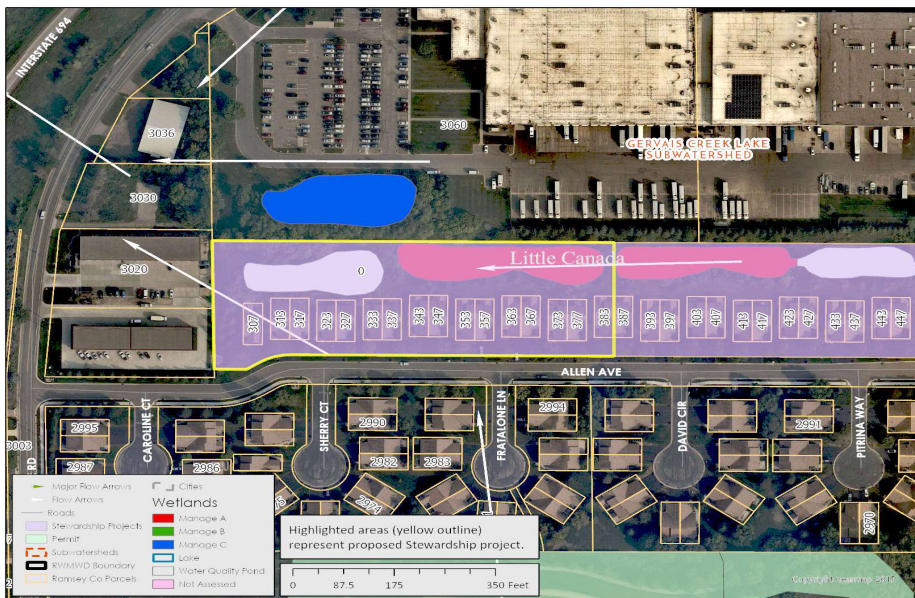 INTERSTATE 694
3036
3060
GERVAIS CREEK LAKE
SUBWATERSHED
3030
3020
0
Little Canada
307
313
317
323
327
333
337
343
347
353
357
363
367
373
377
383
387
393
397
403
407
413
417
423
427
433
437
443
447
ALLEN AVE
2995
2987
CAROLINE CT
2986
SHERRY CT
2990
2982
2983
2974
FRATALONE LN
2994
DAVID CIR
2991
PITRINA WAY
2970
3003
RD
Major Flow Arrows
Flow Arrows
Roads
Stewardship Projects
Permit
Subwatersheds
RWMWD Boundary
Ramsey Co Parcels
Cities
Wetlands
Manage A
Manage B
Manage C
Lake
Water Quality Pond
Not Assessed
Highlighted areas (yellow outline)
represent proposed Stewardship project.
0 87.5 175 350 Feet